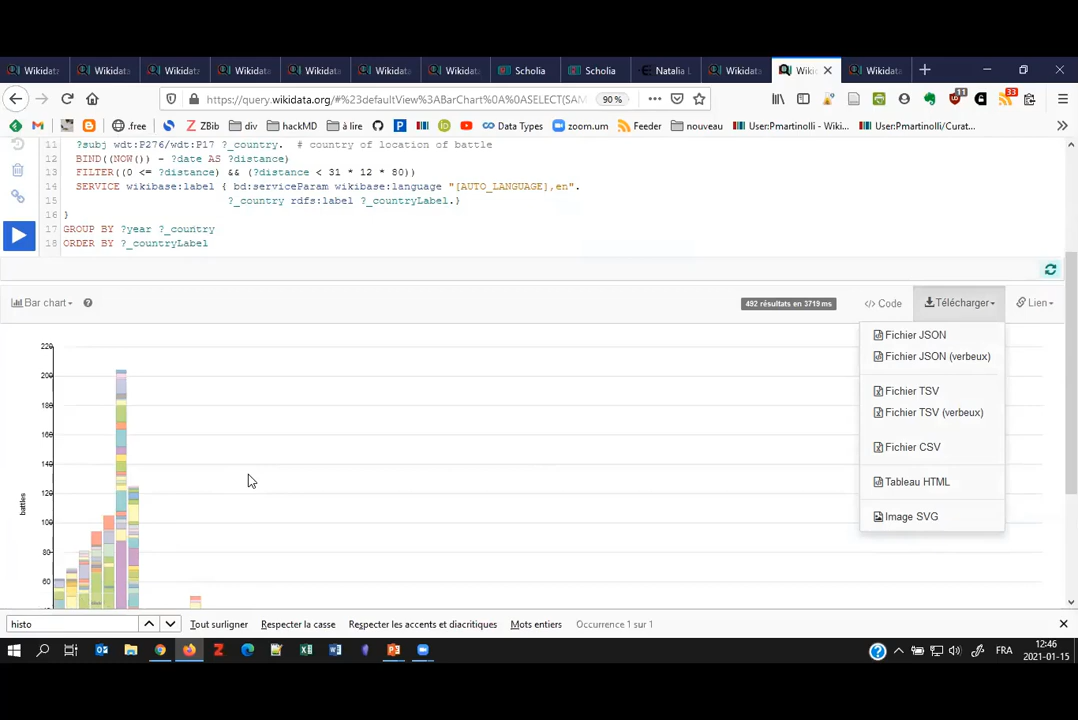 Wikidata Wikidata Wikidata Wikidata Wikidata Wikidata Wikidata Scholia Scholia Natalia L Wikidata Wiki Wikidata
https://query.wikidata.org/#%23defaultView%3ABarChart%0A%0ASELECT(SAM 90 % 11 33
.free ZBib div hackMD à lire Data Types zoom.um Feeder nouveau User:Pmartinolli - Wiki... User:Pmartinolli/Curat...
11 ?subj wdt:P276/wdt:P17 ?_country. # country of location of battle
12 BIND((NOW()) - ?date AS ?distance)
13 FILTER((0 <= ?distance) && (?distance < 31 * 12 * 80))
14 SERVICE wikibase:label { bd:serviceParam wikibase:language "[AUTO_LANGUAGE],en".
15 ?_country rdfs:label ?_countryLabel.}
16 }
17 GROUP BY ?year ?_country
18 ORDER BY ?_countryLabel
Bar chart 492 résultats en 3719 ms </> Code Télécharger Lien
Fichier JSON
Fichier JSON (verbeux)
Fichier TSV
Fichier TSV (verbeux)
Fichier CSV
Tableau HTML
Image SVG
220
200
180
160
140
120
100
80
60
battles
histo Tout surligner Respecter la casse Respecter les accents et diacritiques Mots entiers Occurrence 1 sur 1
FRA
12:46
2021-01-15